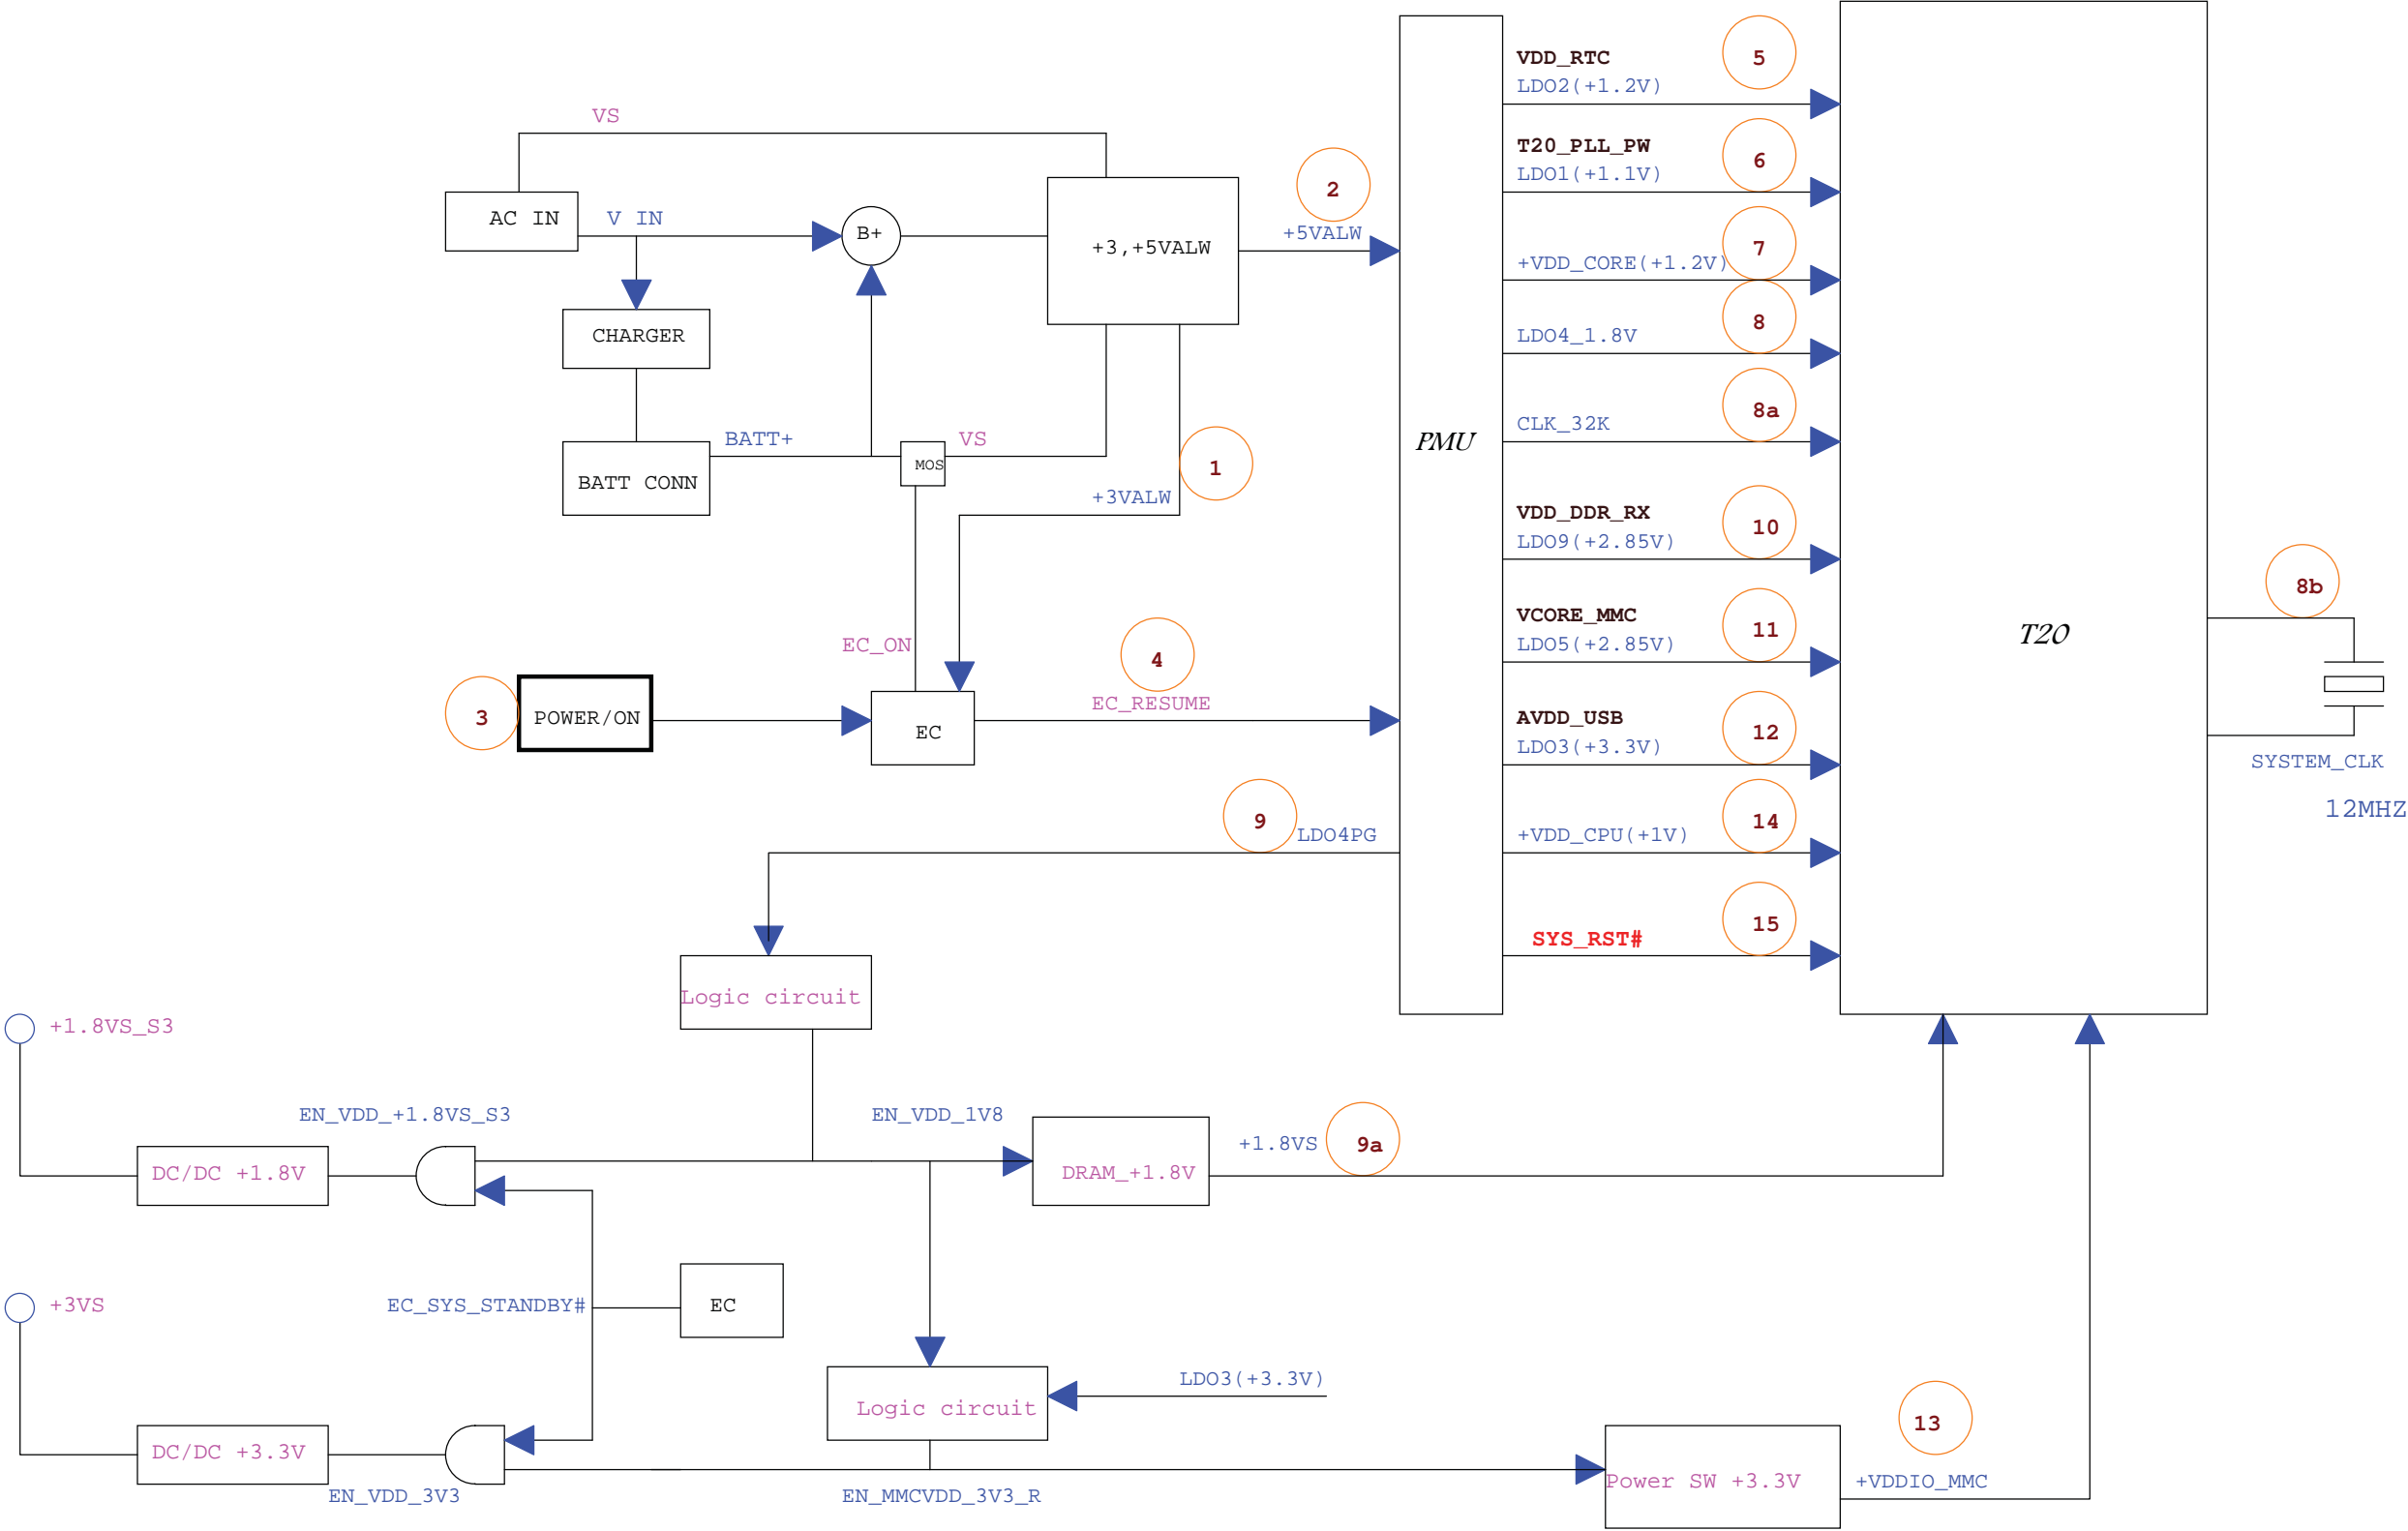 VDD_RTC
5
LDO2(+1.2V)
VS
T20_PLL_PW
6
LDO1(+1.1V)
2
AC IN
V IN
B+
+3,+5VALW
+5VALW
7
+VDD_CORE(+1.2V)
CHARGER
8
LDO4_1.8V
8a
CLK_32K
BATT+
VS
PMU
MOS
1
BATT CONN
+3VALW
VDD_DDR_RX
10
LDO9(+2.85V)
8b
VCORE_MMC
11
LDO5(+2.85V)
T20
EC_ON
4
EC_RESUME
3
POWER/ON
EC
AVDD_USB
12
LDO3(+3.3V)
SYSTEM_CLK
12MHZ
9
LDO4PG
14
+VDD_CPU(+1V)
15
SYS_RST#
Logic circuit
+1.8VS_S3
EN_VDD_+1.8VS_S3
EN_VDD_1V8
+1.8VS
9a
DC/DC +1.8V
DRAM_+1.8V
+3VS
EC_SYS_STANDBY#
EC
LDO3(+3.3V)
Logic circuit
13
DC/DC +3.3V
Power SW +3.3V
+VDDIO_MMC
EN_VDD_3V3
EN_MMCVDD_3V3_R